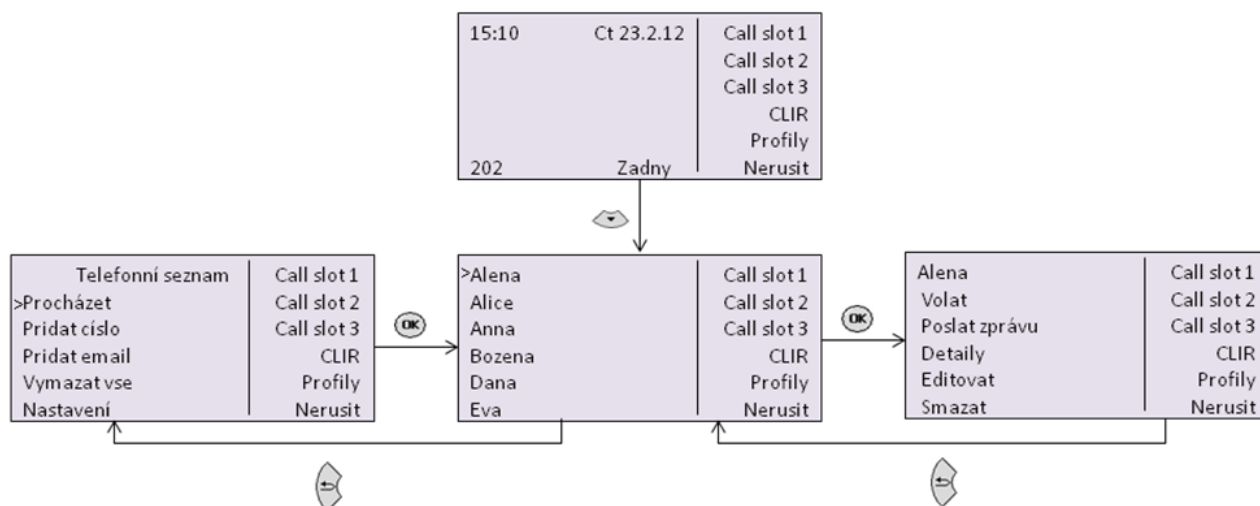 15:10 Ct 23.2.12 Call slot 1
Call slot 2
Call slot 3
CLIR
Profily
202 Zadny Nerusit
Telefonní seznam Call slot 1
>Procházet Call slot 2
Pridat císlo Call slot 3
Pridat email CLIR
Vymazat vse Profily
Nastavení Nerusit
OK
>Alena Call slot 1
Alice Call slot 2
Anna Call slot 3
Bozena CLIR
Dana Profily
Eva Nerusit
OK
Alena Call slot 1
Volat Call slot 2
Poslat zprávu Call slot 3
Detaily CLIR
Editovat Profily
Smazat Nerusit